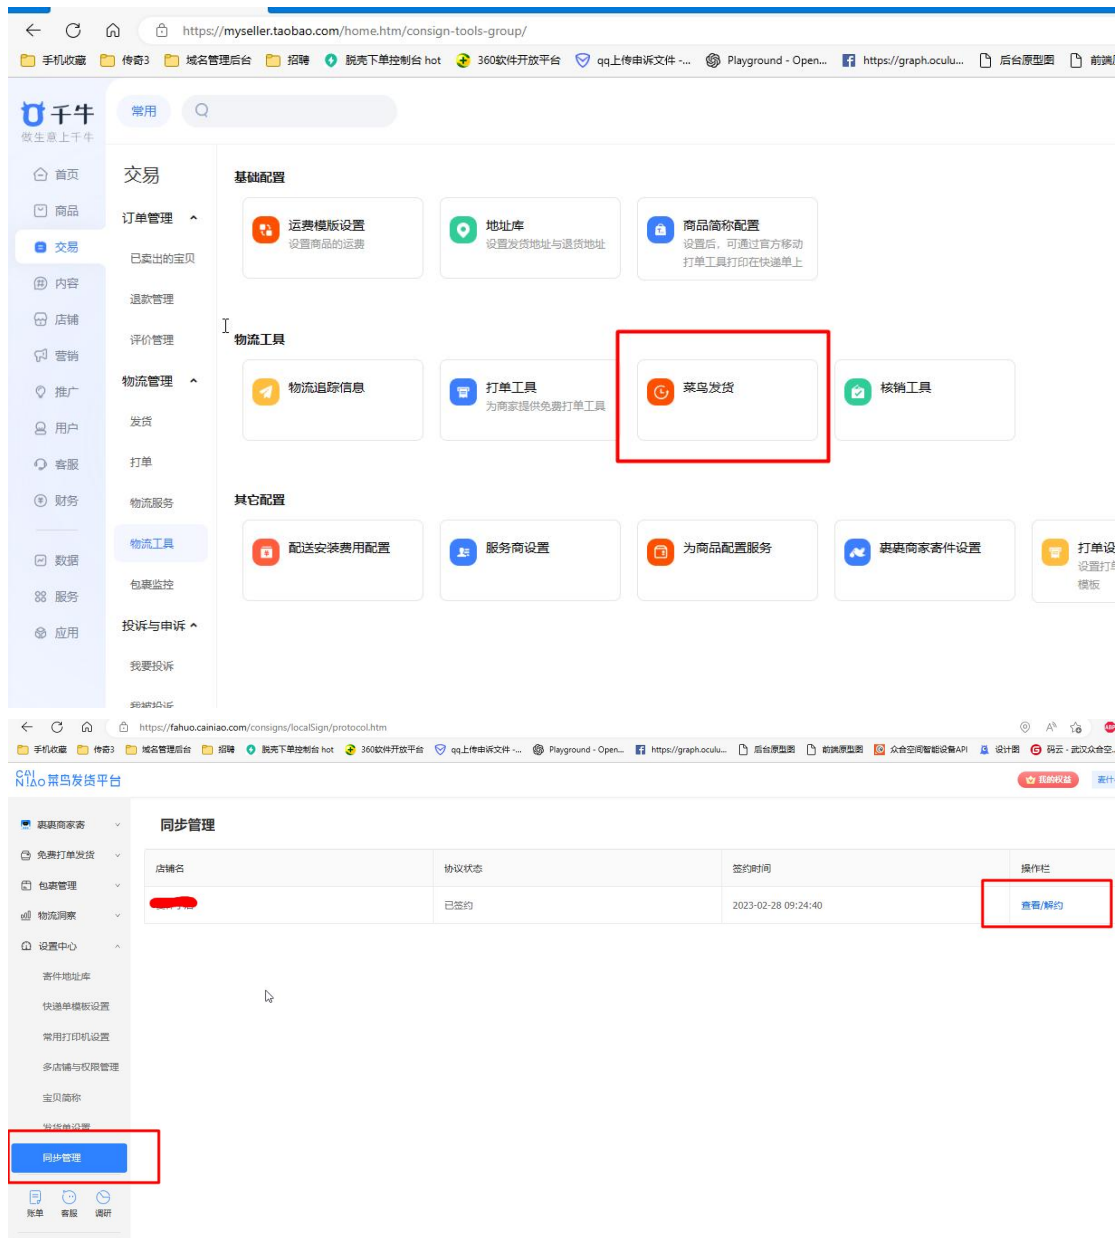 https://myseller.taobao.com/home.htm/consign-tools-group/
手机收藏 传奇3 域名管理后台 招聘 脱壳下单控制台 hot 360软件开放平台 qq上传申诉文件 -... Playground - Open... https://graph.oculu... 后台原型图
千牛
做生意上千牛
常用
首页
商品
交易
内容
店铺
营销
推广
用户
客服
财务
数据
服务
应用
交易
订单管理
已卖出的宝贝
退款管理
评价管理
物流管理
发货
打单
物流服务
物流工具
包裹监控
投诉与申诉
我要投诉
我被投诉
基础配置
运费模版设置
设置商品的运费
地址库
设置发货地址与退货地址
商品简称配置
设置后，可通过官方移动
打单工具打印在快递单上
物流工具
物流追踪信息
打单工具
为商家提供免费打单工具
菜鸟发货
核销工具
其它配置
配送安装费用配置
服务商设置
为商品配置服务
裹裹商家寄件设置
打单设
设置打单
模板
https://fahuo.cainiao.com/consigns/localSign/protocol.htm
手机收藏 传奇3 域名管理后台 招聘 脱壳下单控制台 hot 360软件开放平台 qq上传申诉文件 -... Playground - Open... https://graph.oculu... 后台原型图 前端原型图 众合空间智能设备API 设计图 码云 - 武汉众合空...
CAINIAO 菜鸟发货平台
我的权益
裹裹商家寄
免费打单发货
包裹管理
物流洞察
设置中心
寄件地址库
快递单模板设置
常用打印机设置
多店铺与权限管理
宝贝简称
发货单设置
同步管理
账单 客服 调研
同步管理
店铺名 协议状态 签约时间 操作栏
已签约 2023-02-28 09:24:40 查看/解约